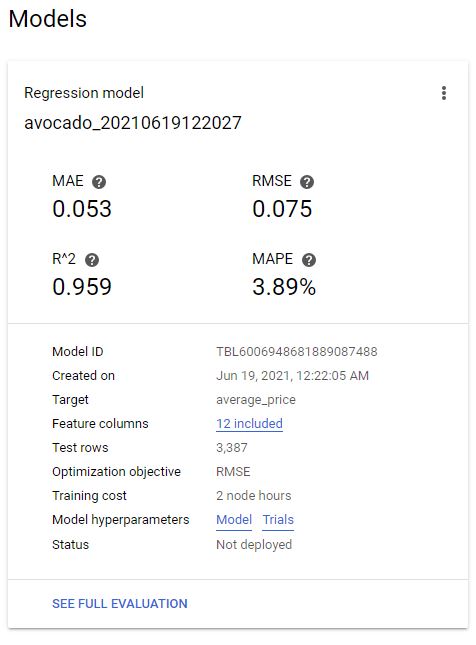 Models
Regression model
avocado_20210619122027
MAE ?
0.053
RMSE ?
0.075
R^2 ?
0.959
MAPE ?
3.89%
Model ID TBL6006948681889087488
Created on Jun 19, 2021, 12:22:05 AM
Target average_price
Feature columns 12 included
Test rows 3,387
Optimization objective RMSE
Training cost 2 node hours
Model hyperparameters Model Trials
Status Not deployed
SEE FULL EVALUATION